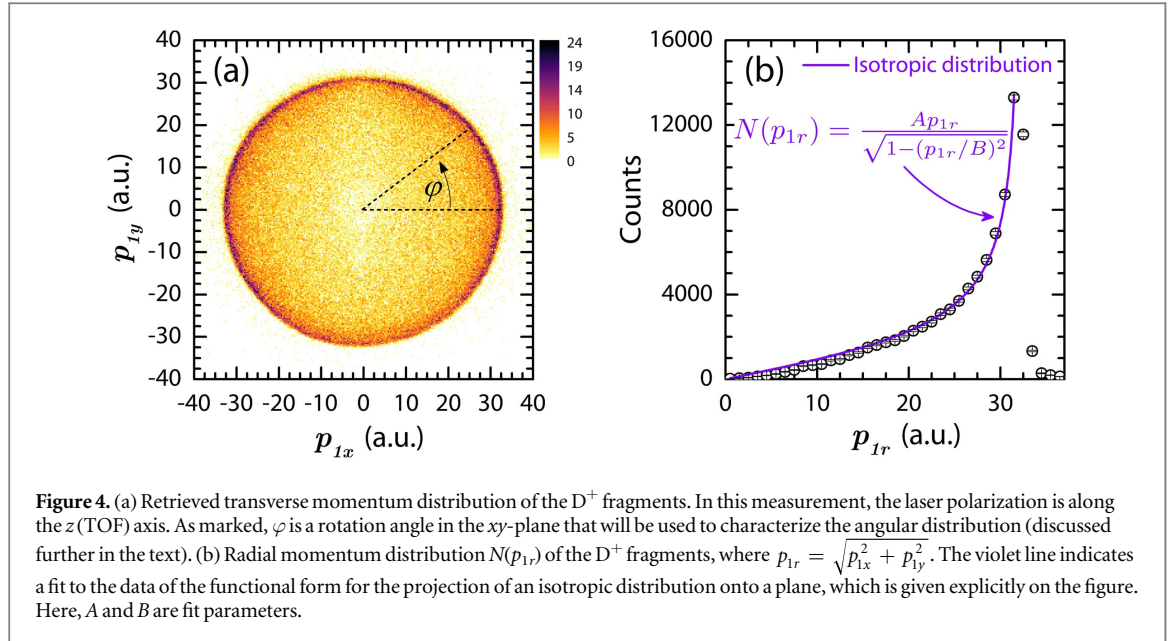 (a)
40
30
20
10
0
-10
-20
-30
-40
p1y (a.u.)
-40 -30 -20 -10 0 10 20 30 40
p1x (a.u.)
φ
24
19
14
10
5
0
(b)
Isotropic distribution
N(p1r) = Ap1r / √1−(p1r/B)²
16000
12000
8000
4000
0
Counts
0 10 20 30
p1r (a.u.)
Figure 4. (a) Retrieved transverse momentum distribution of the D⁺ fragments. In this measurement, the laser polarization is along
the z (TOF) axis. As marked, φ is a rotation angle in the xy-plane that will be used to characterize the angular distribution (discussed
further in the text). (b) Radial momentum distribution N(p1r) of the D⁺ fragments, where p1r = √p1x² + p1y². The violet line indicates
a fit to the data of the functional form for the projection of an isotropic distribution onto a plane, which is given explicitly on the figure.
Here, A and B are fit parameters.